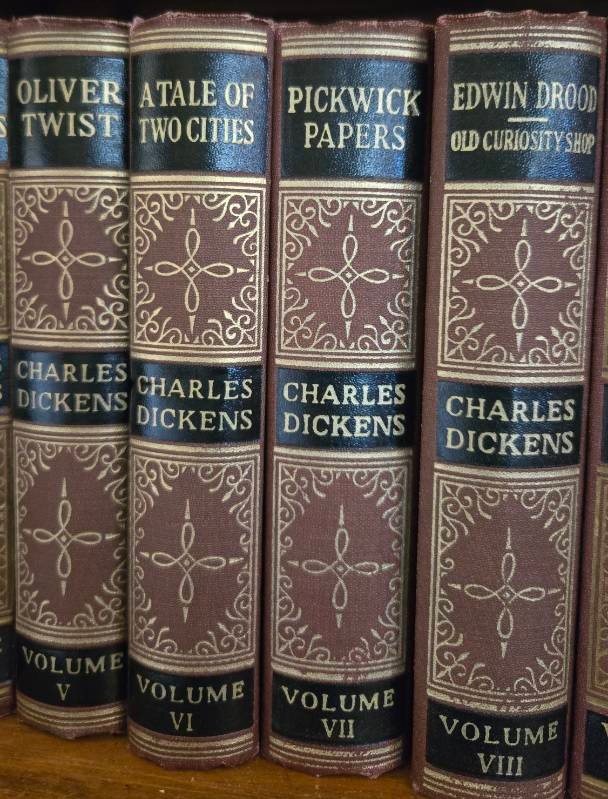 OLIVER
TWIST
CHARLES
DICKENS
VOLUME
V
A TALE OF
TWO CITIES
CHARLES
DICKENS
VOLUME
VI
PICKWICK
PAPERS
CHARLES
DICKENS
VOLUME
VII
EDWIN DROOD
OLD CURIOSITY SHOP
CHARLES
DICKENS
VOLUME
VIII